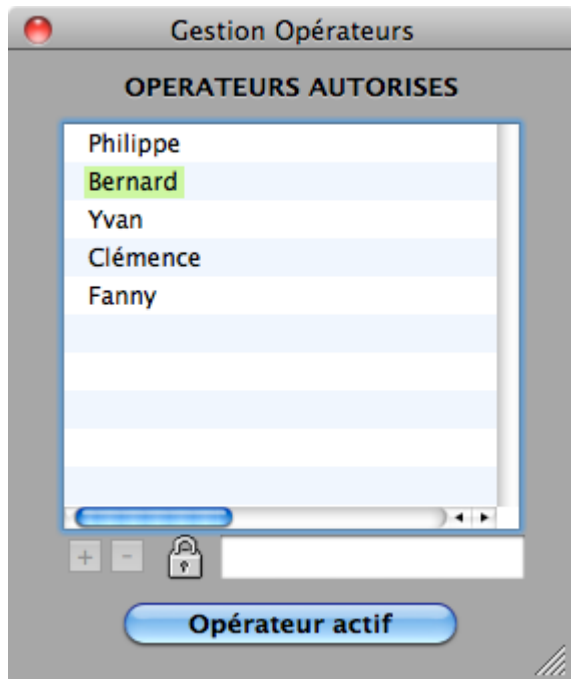 Gestion Opérateurs
OPERATEURS AUTORISES
Philippe
Bernard
Yvan
Clémence
Fanny
+ -
Opérateur actif